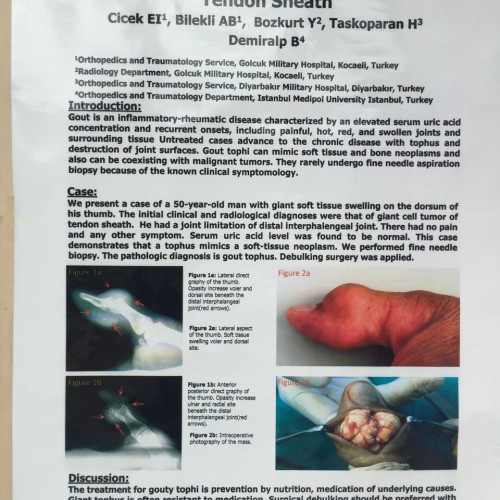 Tendon Sheath
Cicek EI¹, Bilekli AB¹, Bozkurt Y², Taskoparan H³
Demiralp B⁴
¹Orthopedics and Traumatology Service, Golcuk Military Hospital, Kocaeli, Turkey
²Radiology Department, Golcuk Military Hospital, Kocaeli, Turkey
³Orthopedics and Traumatology Service, Diyarbakır Military Hospital, Diyarbakır, Turkey
⁴Orthopedics and Traumatology Department, Istanbul Medipol University Istanbul, Turkey
Introduction:
Gout is an inflammatory-rheumatic disease characterized by an elevated serum uric acid
concentration and recurrent onsets, including painful, hot, red, and swollen joints and
surrounding tissue Untreated cases advance to the chronic disease with tophus and
destruction of joint surfaces. Gout tophi can mimic soft tissue and bone neoplasms and
also can be coexisting with malignant tumors. They rarely undergo fine needle aspiration
biopsy because of the known clinical symptomology.
Case:
We present a case of a 50-year-old man with giant soft tissue swelling on the dorsum of
his thumb. The initial clinical and radiological diagnoses were that of giant cell tumor of
tendon sheath. He had a joint limitation of distal interphalengeal joint. There had no pain
and any other symptom. Serum uric acid level was found to be normal. This case
demonstrates that a tophus mimics a soft-tissue neoplasm. We performed fine needle
biopsy. The pathologic diagnosis is gout tophus. Debulking surgery was applied.
Figure 1a
Figure 1a: Lateral direct
graphy of the thumb.
Opasity increase voler and
dorsal site beneath the
distal interphalengeal
joint(red arrows).
Figure 2a: Lateral aspect
of the thumb. Soft tissue
swelling voler and dorsal
site.
Figure 2a
Figure 1b
Figure 1b: Anterior
posterior direct graphy of
the thumb. Opasity increase
ulnar and radial site
beneath the distal
interphalengeal joint(red
arrows).
Figure 2b: Intraoperative
photography of the mass.
Discussion:
The treatment for gouty tophi is prevention by nutrition, medication of underlying causes.
Giant tophus is often resistant to medication. Surgical debulking should be preferred with